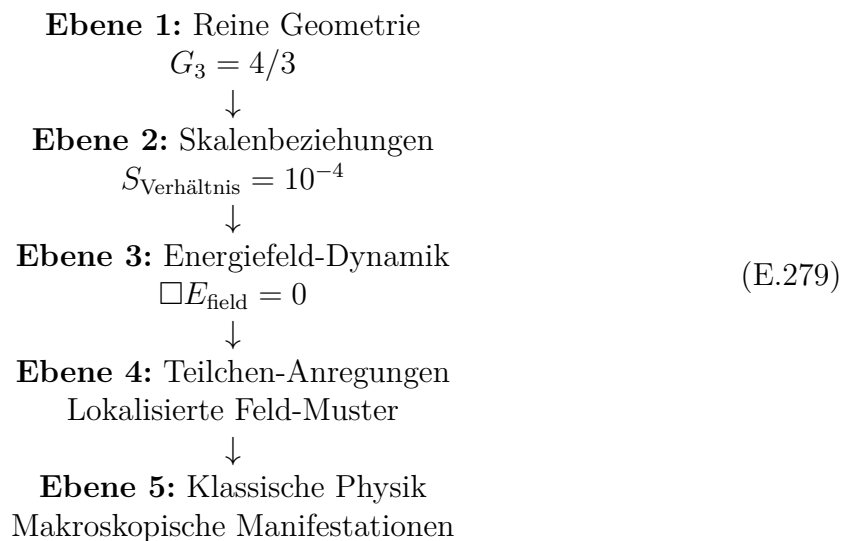 Ebene 1: Reine Geometrie
G₃ = 4/3
↓
Ebene 2: Skalenbeziehungen
S_Verhältnis = 10⁻⁴
↓
Ebene 3: Energiefeld-Dynamik
□E_field = 0
(E.279)
↓
Ebene 4: Teilchen-Anregungen
Lokalisierte Feld-Muster
↓
Ebene 5: Klassische Physik
Makroskopische Manifestationen